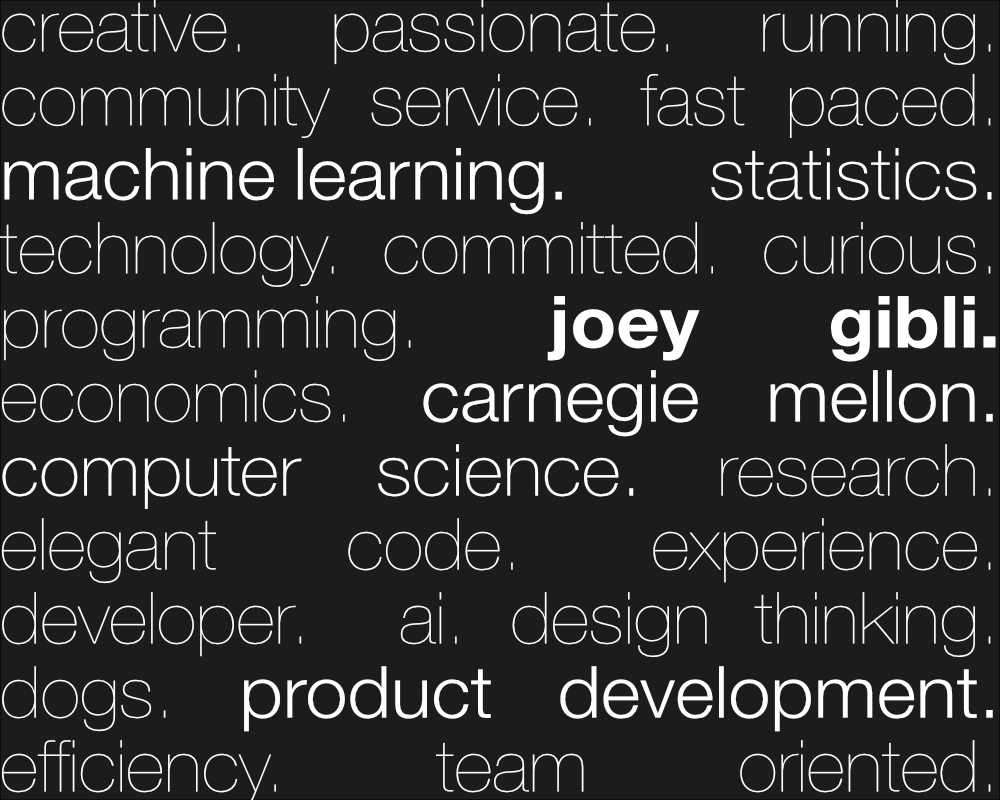 creative. passionate. running.
community service. fast paced.
machine learning. statistics.
technology. committed. curious.
programming. joey gibli.
economics. carnegie mellon.
computer science. research.
elegant code. experience.
developer. ai. design thinking.
dogs. product development.
efficiency. team oriented.